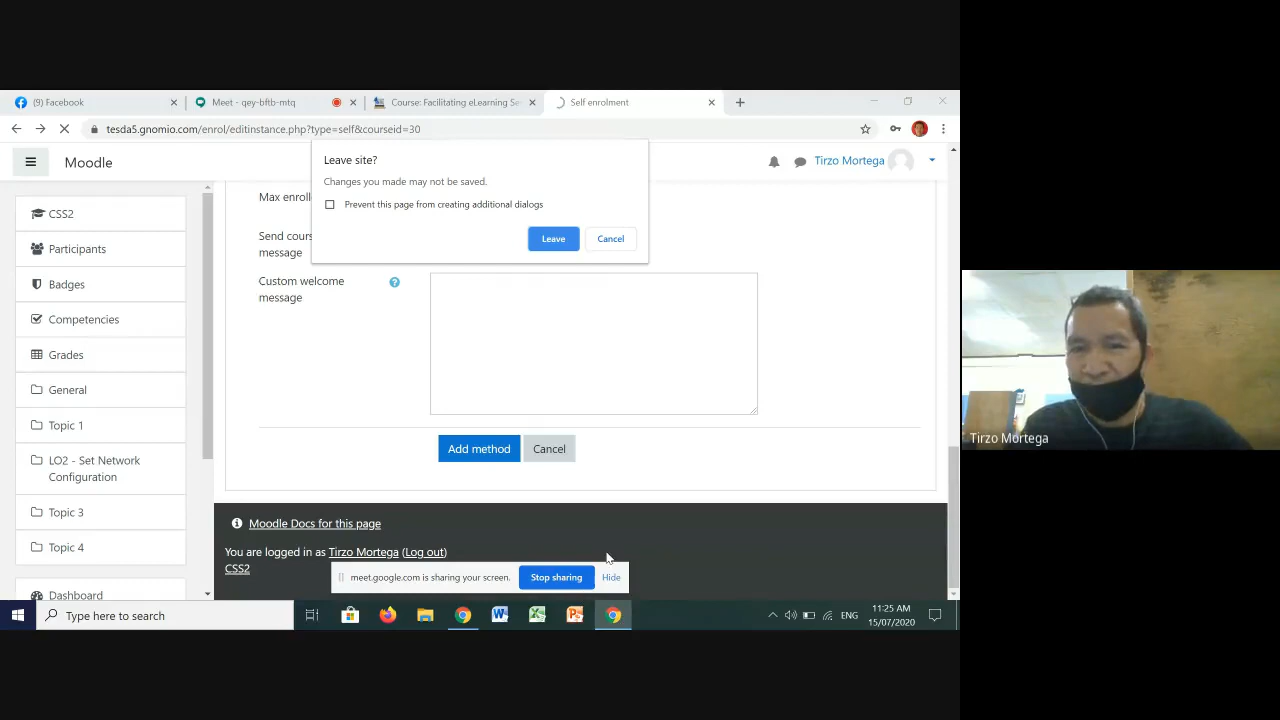 (9) Facebook
Meet - qey-bftb-mtq
Course: Facilitating eLearning Se
Self enrolment
tesda5.gnomio.com/enrol/editinstance.php?type=self&courseid=30
Moodle
Tirzo Mortega
Leave site?
Changes you made may not be saved.
Prevent this page from creating additional dialogs
Leave
Cancel
CSS2
Participants
Badges
Competencies
Grades
General
Topic 1
LO2 - Set Network
Configuration
Topic 3
Topic 4
Dashboard
Max enroll
Send cours
message
Custom welcome
message
?
Add method
Cancel
Moodle Docs for this page
You are logged in as Tirzo Mortega (Log out)
CSS2
meet.google.com is sharing your screen.
Stop sharing
Hide
Type here to search
ENG
11:25 AM
15/07/2020
Tirzo Mortega